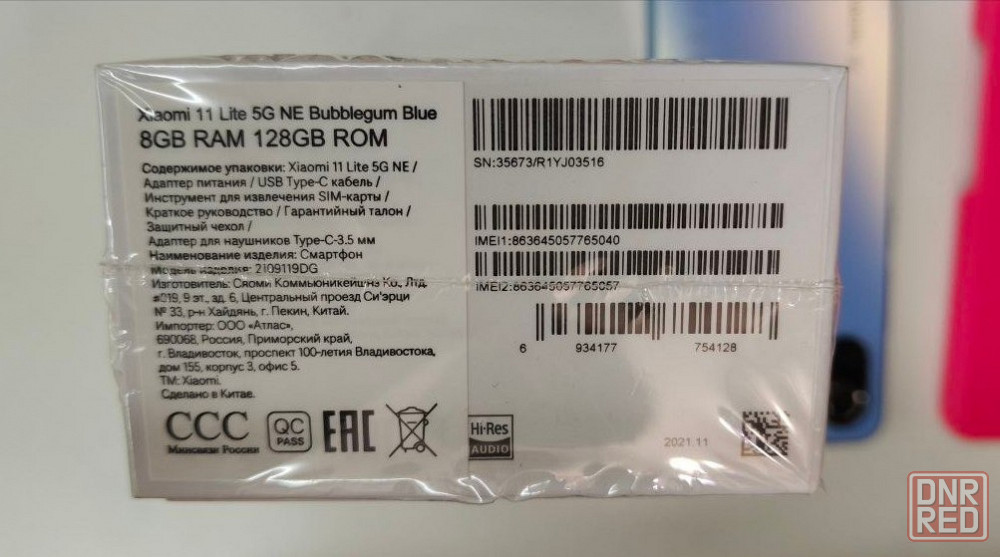 Xiaomi 11 Lite 5G NE Bubblegum Blue
8GB RAM 128GB ROM
Содержимое упаковки: Xiaomi 11 Lite 5G NE /
Адаптер питания / USB Type-C кабель /
Инструмент для извлечения SIM-карты /
Краткое руководство / Гарантийный талон /
Защитный чехол /
Адаптер для наушников Type-C-3.5 мм
Наименование изделия: Смартфон
Модель изделия: 2109119DG
Изготовитель: Сяоми Коммьюникейшнз Ко., Лтд.
#019, 9 эт., зд. 6, Центральный проезд Си'эрци
№ 33, р-н Хайдянь, г. Пекин, Китай.
Импортер: ООО «Атлас»,
690068, Россия, Приморский край,
г. Владивосток, проспект 100-летия Владивостока,
дом 155, корпус 3, офис 5.
ТМ: Xiaomi.
Сделано в Китае.
CCC
Минсвязи России
QC
PASS
EAC
SN:35673/R1YJ03516
IMEI1:863645057765040
IMEI2:863645057765057
6 934177 754128
Hi-Res
AUDIO
2021.11
DNR
RED